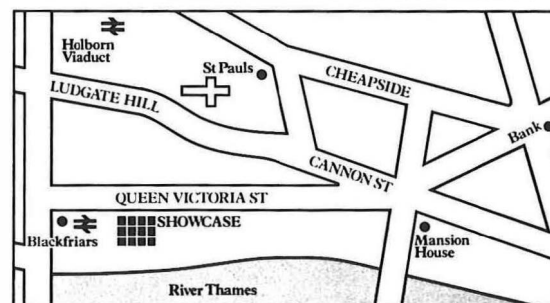 Holborn
Viaduct
St Pauls
CHEAPSIDE
LUDGATE HILL
Bank
CANNON ST
QUEEN VICTORIA ST
SHOWCASE
Blackfriars
Mansion
House
River Thames